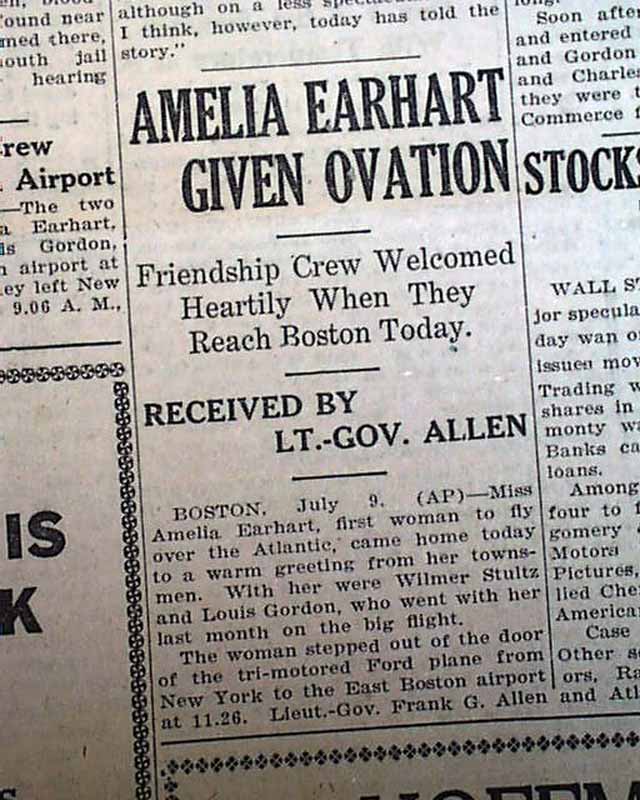 ound near
med there,
outh jail
hearing
rew
Airport
—The two
a Earhart,
is Gordon,
n airport at
ey left New
9.06 A. M.,
IS
K
although on a less
I think, however, today has told the
story."
AMELIA EARHART
GIVEN OVATION
Friendship Crew Welcomed
Heartily When They
Reach Boston Today.
RECEIVED BY
LT.-GOV. ALLEN
BOSTON, July 9. (AP)—Miss
Amelia Earhart, first woman to fly
over the Atlantic, came home today
to a warm greeting from her towns-
men. With her were Wilmer Stultz
and Louis Gordon, who went with her
last month on the big flight.
The woman stepped out of the door
of the tri-motored Ford plane from
New York to the East Boston airport
at 11.26. Lieut.-Gov. Frank G. Allen
Soon afte
and entered
and Gordon
and Charle
they were t
Commerce f
STOCKS
WALL ST
jor specula
day wan o
issues mov
Trading w
shares in
monty wa
Banks ca
loans.
Among
four to f
gomery
Motors
Pictures,
lied Che
America
Case
Other s
ors, Ra
and Atl